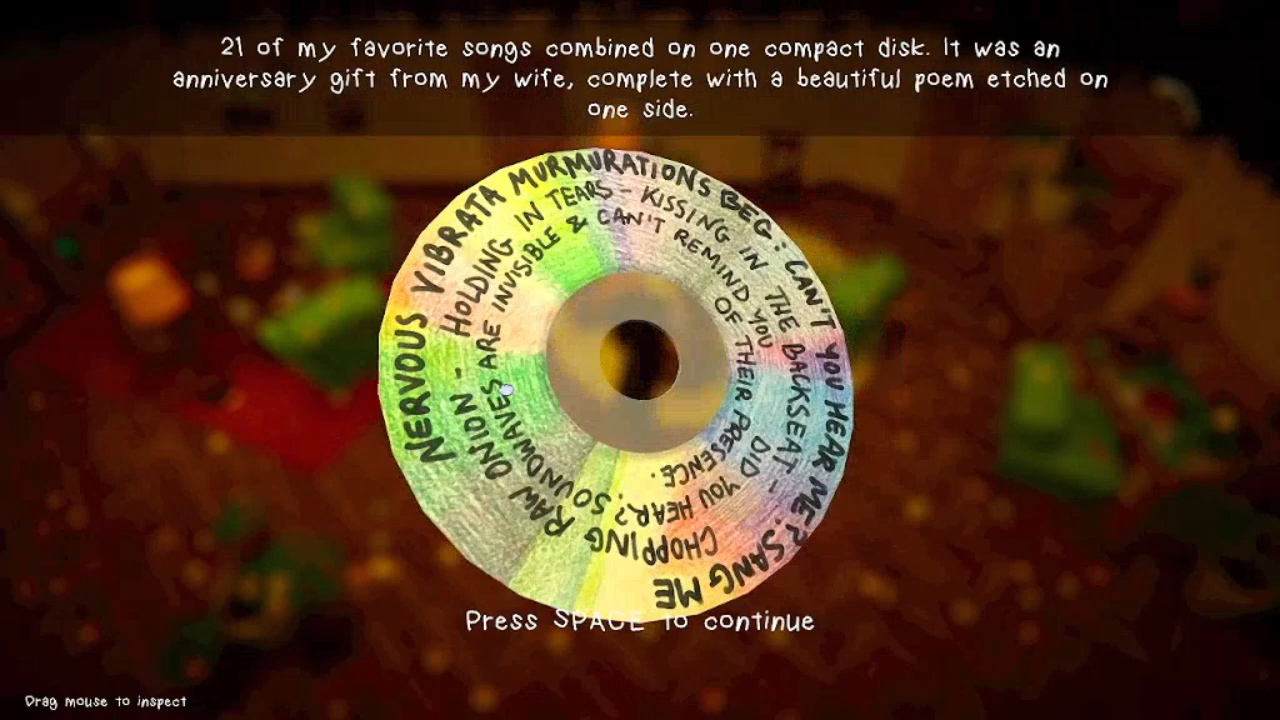 21 of my favorite songs combined on one compact disk. It was an
anniversary gift from my wife, complete with a beautiful poem etched on
one side.
NERVOUS VIBRATA MURMURATIONS BEG: CAN'T YOU HEAR ME? SANG ME
CHOPPING RAW ONION - HOLDING IN TEARS - KISSING IN THE BACKSEAT - DID YOU HEAR?
SOUNDWAVES ARE INVISIBLE & CAN'T REMIND YOU OF THEIR PRESENCE.
Press SPACE to continue
Drag mouse to inspect